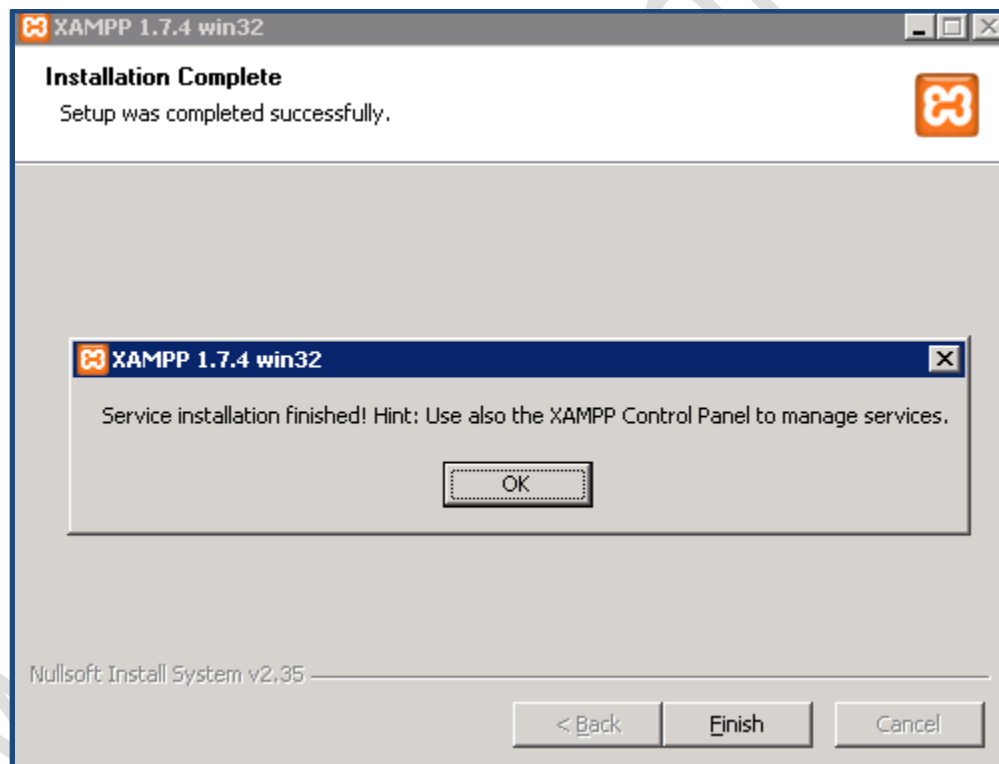 XAMPP 1.7.4 win32
Installation Complete
Setup was completed successfully.
XAMPP 1.7.4 win32
Service installation finished! Hint: Use also the XAMPP Control Panel to manage services.
OK
Nullsoft Install System v2.35
< Back Finish Cancel